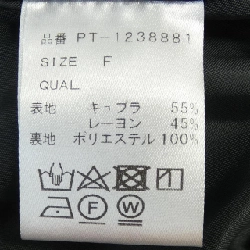 品番 PT-1238881
SIZE F
QUAL
表地 キュプラ 55%
レーヨン 45%
裏地 ポリエステル 100%
F W